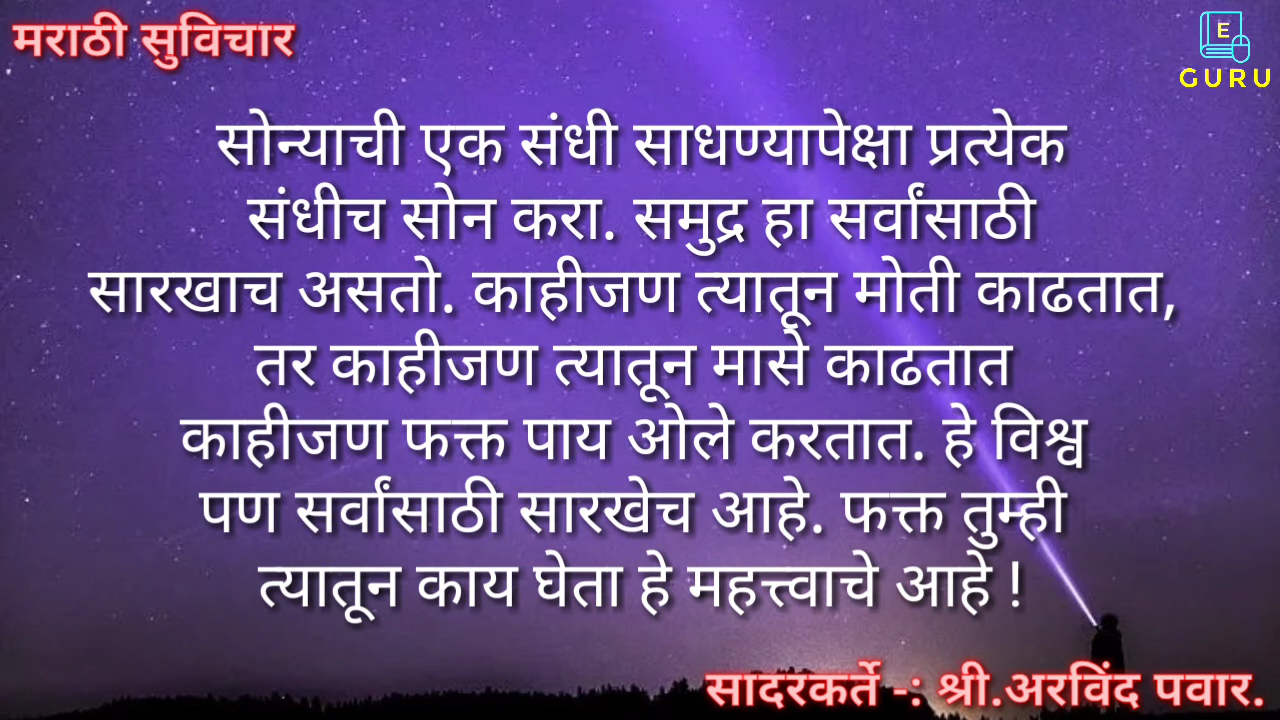 मराठी सुविचार
E
GURU
सोन्याची एक संधी साधण्यापेक्षा प्रत्येक
संधीच सोन करा. समुद्र हा सर्वांसाठी
सारखाच असतो. काहीजण त्यातून मोती काढतात,
तर काहीजण त्यातून मासे काढतात
काहीजण फक्त पाय ओले करतात. हे विश्व
पण सर्वांसाठी सारखेच आहे. फक्त तुम्ही
त्यातून काय घेता हे महत्त्वाचे आहे !
सादरकर्ते -: श्री.अरविंद पवार.